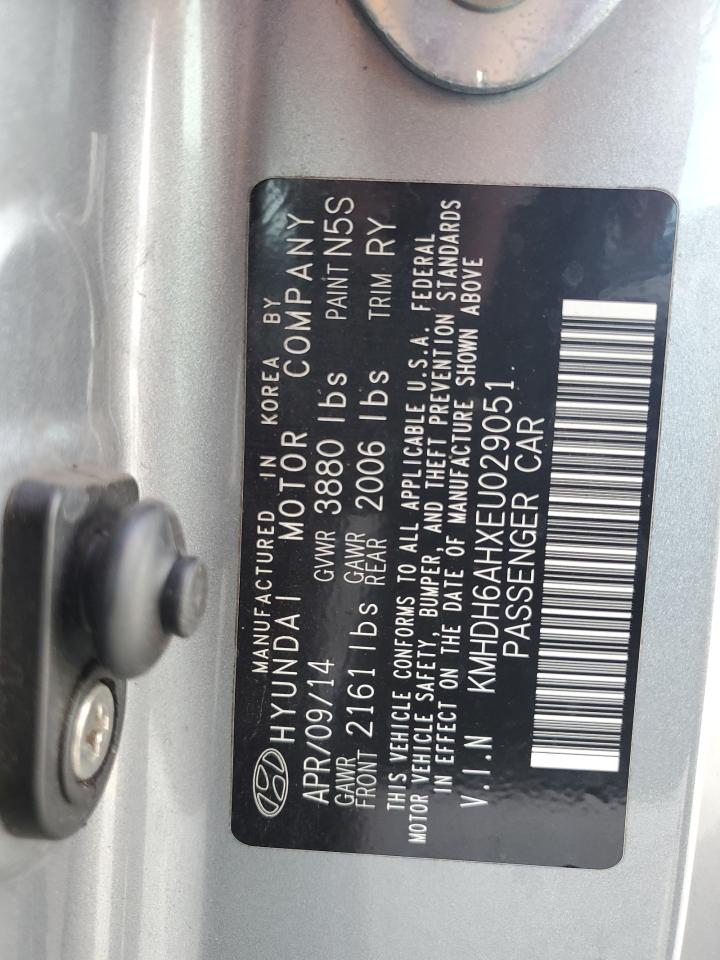 MANUFACTURED IN KOREA BY
HYUNDAI MOTOR COMPANY
APR/09/14 GVWR 3880 lbs PAINT N5S
GAWR FRONT 2161 lbs GAWR REAR 2006 lbs TRIM RY
THIS VEHICLE CONFORMS TO ALL APPLICABLE U.S.A. FEDERAL
MOTOR VEHICLE SAFETY, BUMPER, AND THEFT PREVENTION STANDARDS
IN EFFECT ON THE DATE OF MANUFACTURE SHOWN ABOVE
V.I.N KMHDH6AHXEU029051
PASSENGER CAR